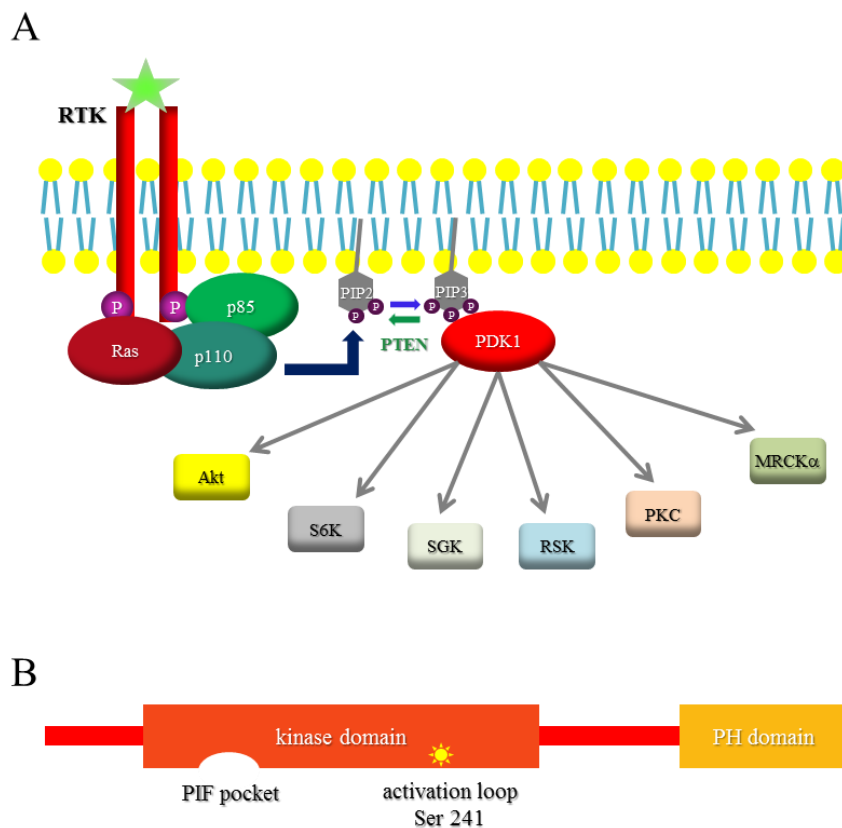 A
RTK
PIP2
PIP3
P
P
P
P
P
P
P
p85
Ras
p110
PTEN
PDK1
Akt
S6K
SGK
RSK
PKC
MRCKα
B
kinase domain
PH domain
PIF pocket
activation loop
Ser 241